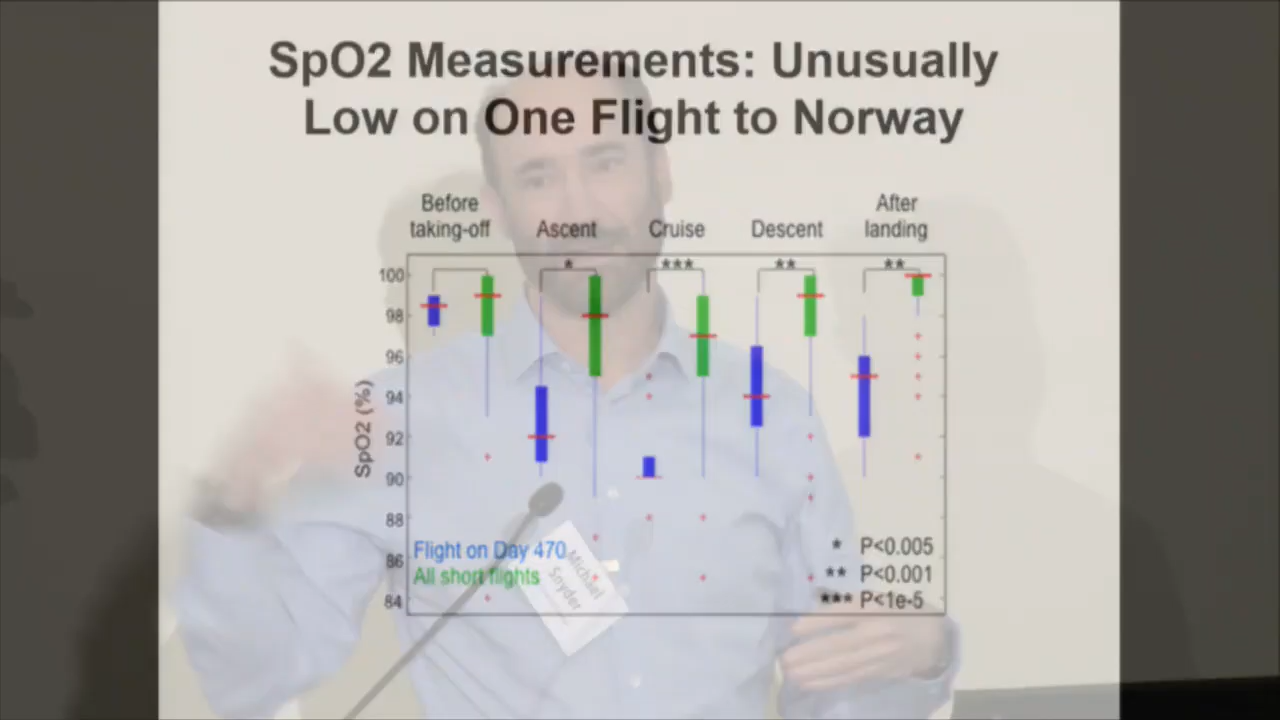 SpO2 Measurements: Unusually
Low on One Flight to Norway
Before
taking-off
Ascent
Cruise
Descent
After
landing
*
***
**
**
100
98
96
94
92
90
88
86
84
SpO2 (%)
Flight on Day 470
All short flights
* P<0.005
** P<0.001
*** P<1e-5
Michael
Snyder